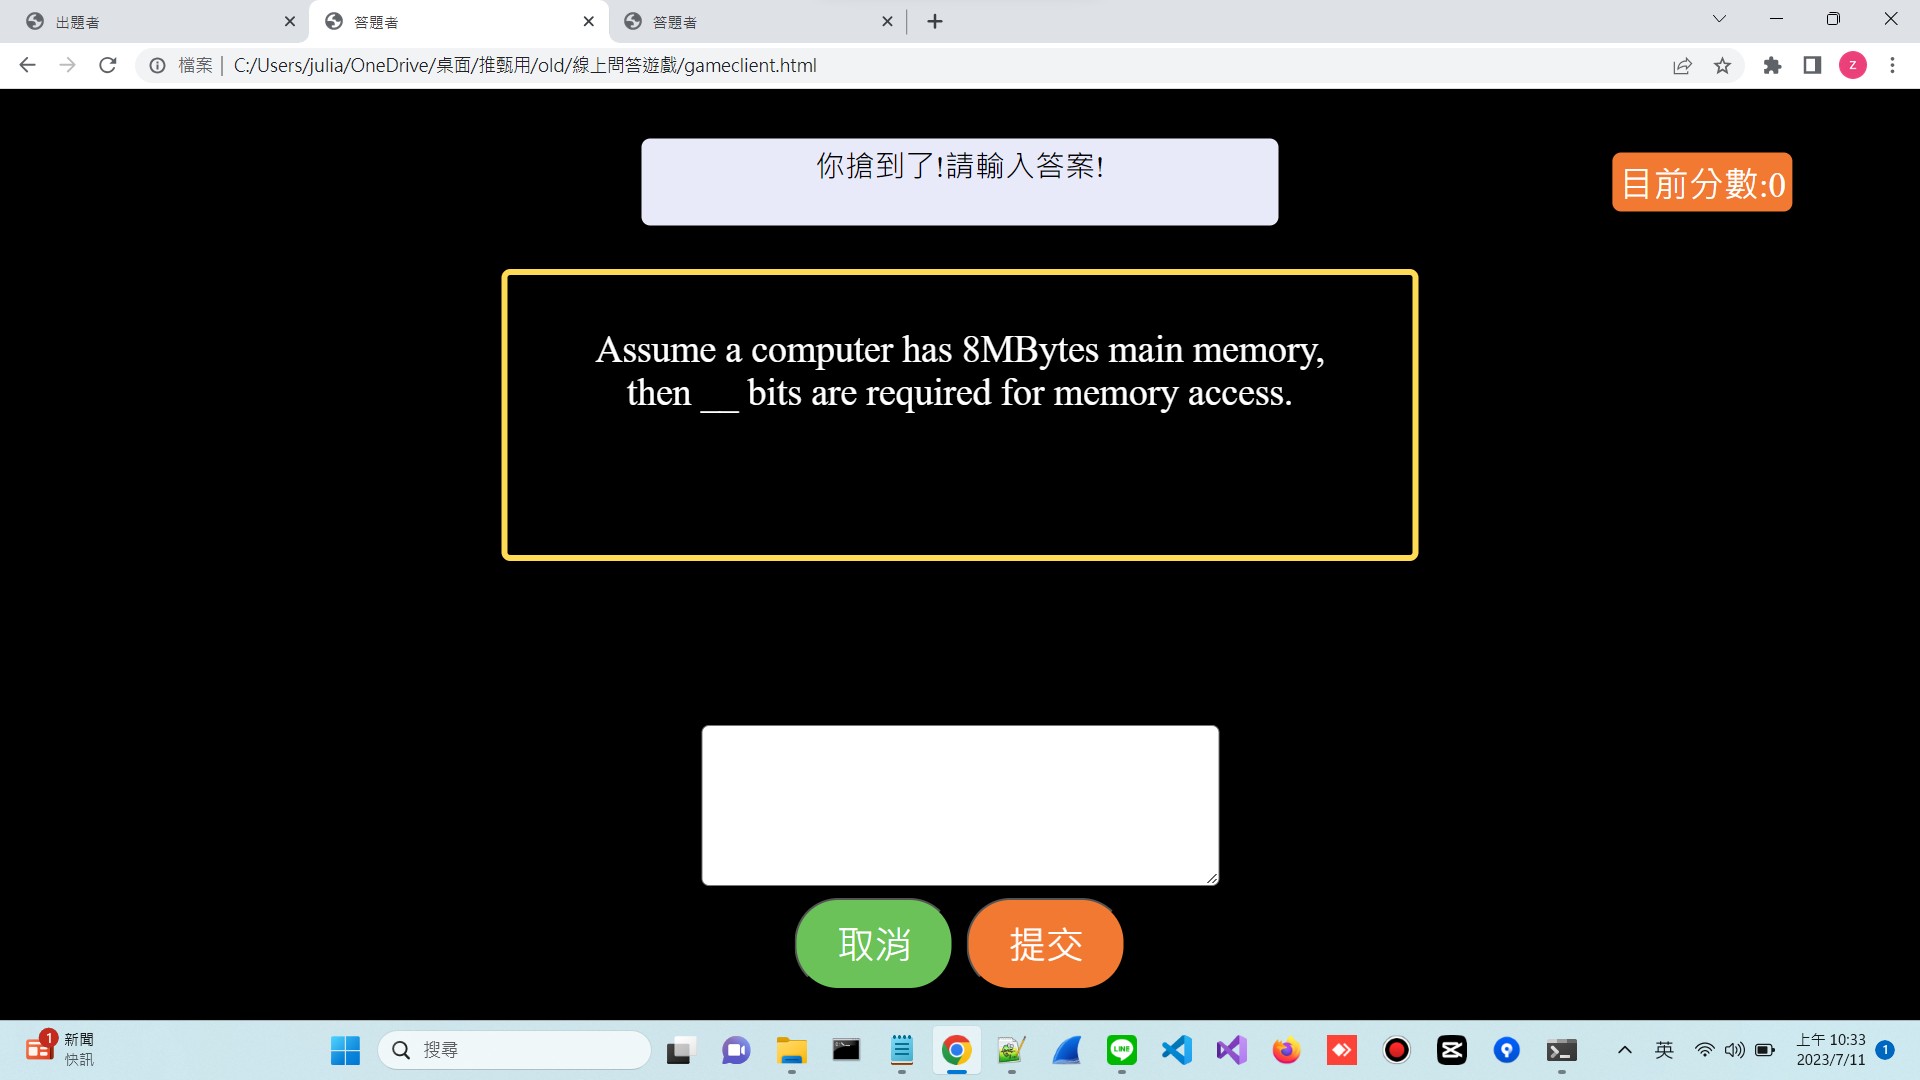 出題者
答題者
答題者
檔案
C:/Users/julia/OneDrive/桌面/推甄用/old/線上問答遊戲/gameclient.html
Z
你搶到了!請輸入答案!
目前分數:0
Assume a computer has 8MBytes main memory,
then __ bits are required for memory access.
取消
提交
1
新聞
快訊
搜尋
LINE
英
上午 10:33
2023/7/11
1